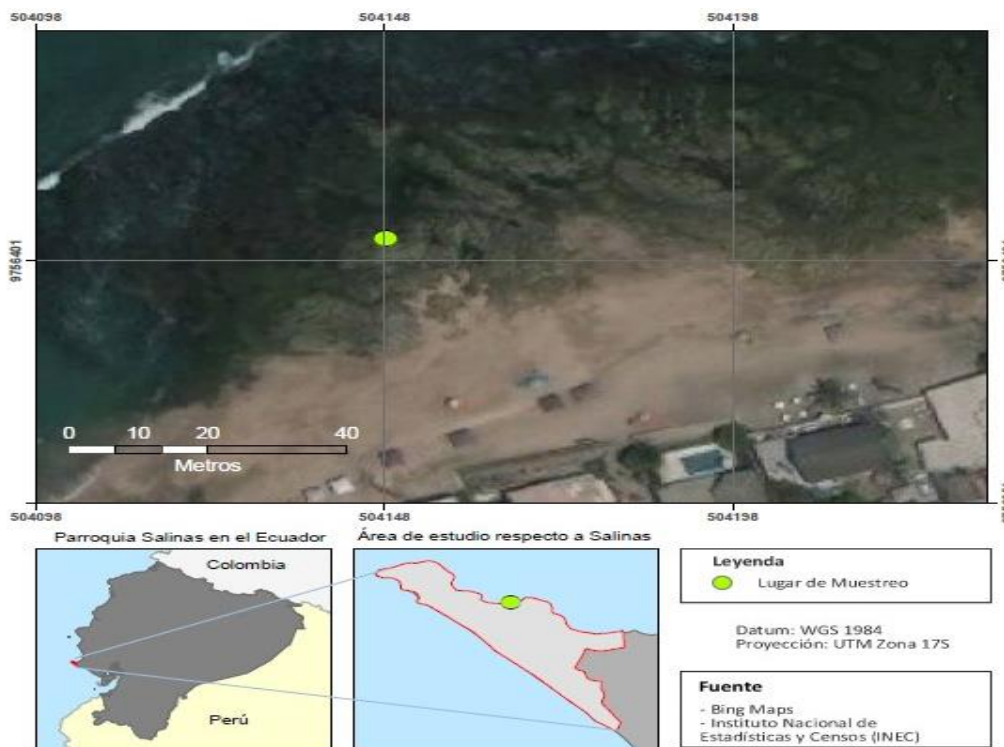 504098 504148 504198
9756401
0 10 20 40
Metros
504098 504148 504198
Parroquia Salinas en el Ecuador
Colombia
Perú
Área de estudio respecto a Salinas
Leyenda
Lugar de Muestreo
Datum: WGS 1984
Proyección: UTM Zona 17S
Fuente
- Bing Maps
- Instituto Nacional de
Estadísticas y Censos (INEC)